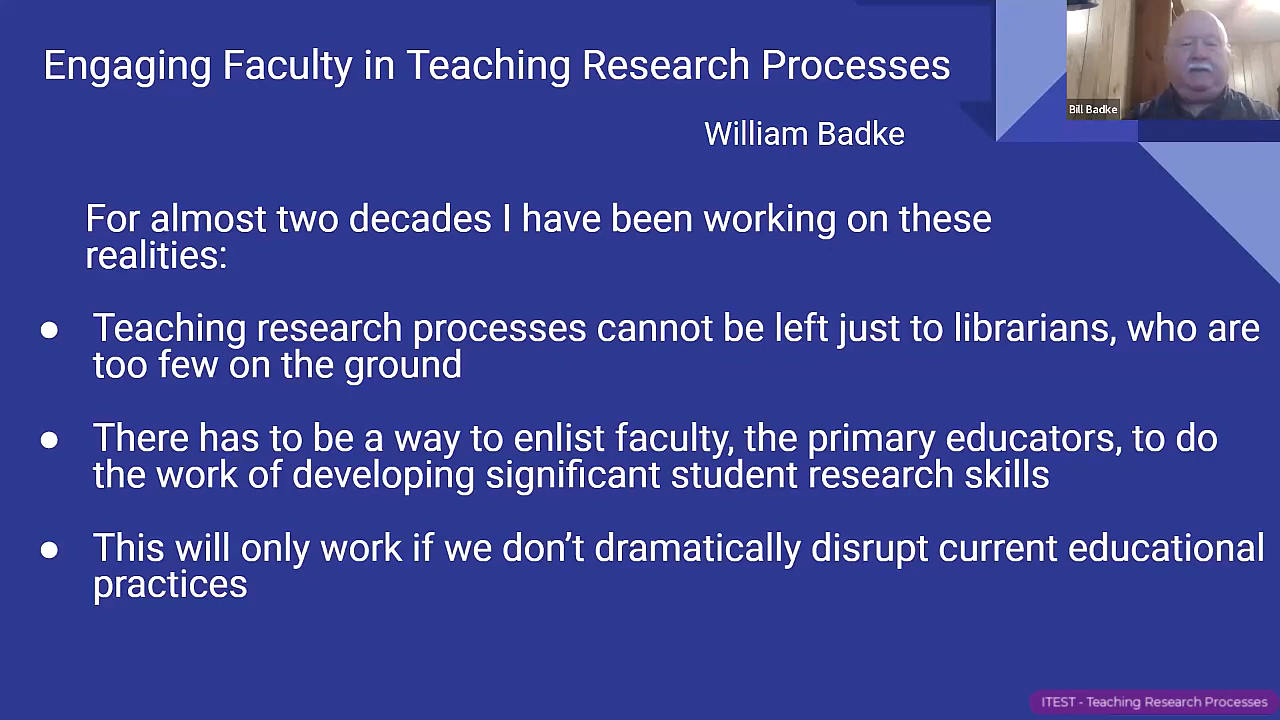 Engaging Faculty in Teaching Research Processes
Bill Badke
William Badke
For almost two decades I have been working on these
realities:
● Teaching research processes cannot be left just to librarians, who are
too few on the ground
● There has to be a way to enlist faculty, the primary educators, to do
the work of developing significant student research skills
● This will only work if we don’t dramatically disrupt current educational
practices
ITEST - Teaching Research Processes